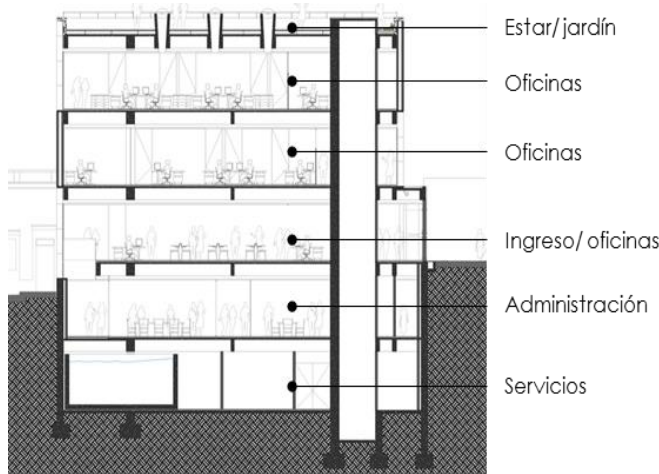 Estar/jardín
Oficinas
Oficinas
Ingreso/oficinas
Administración
Servicios